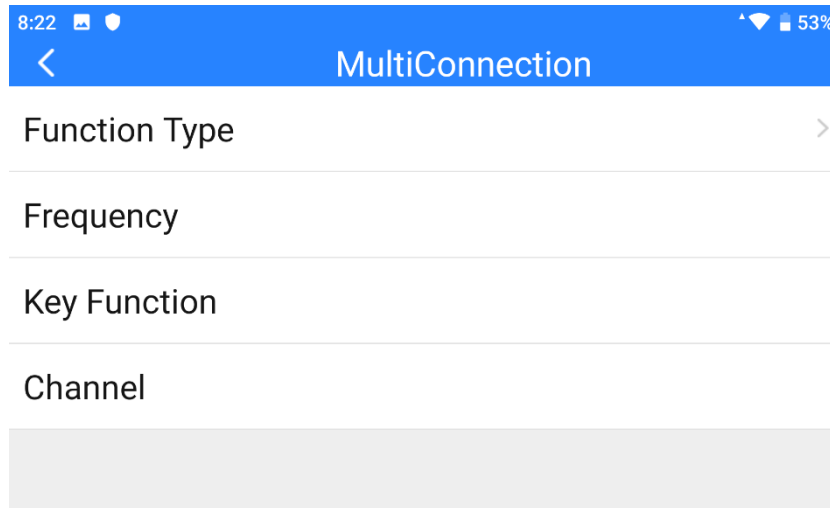 8:22 53%
MultiConnection
Function Type
Frequency
Key Function
Channel